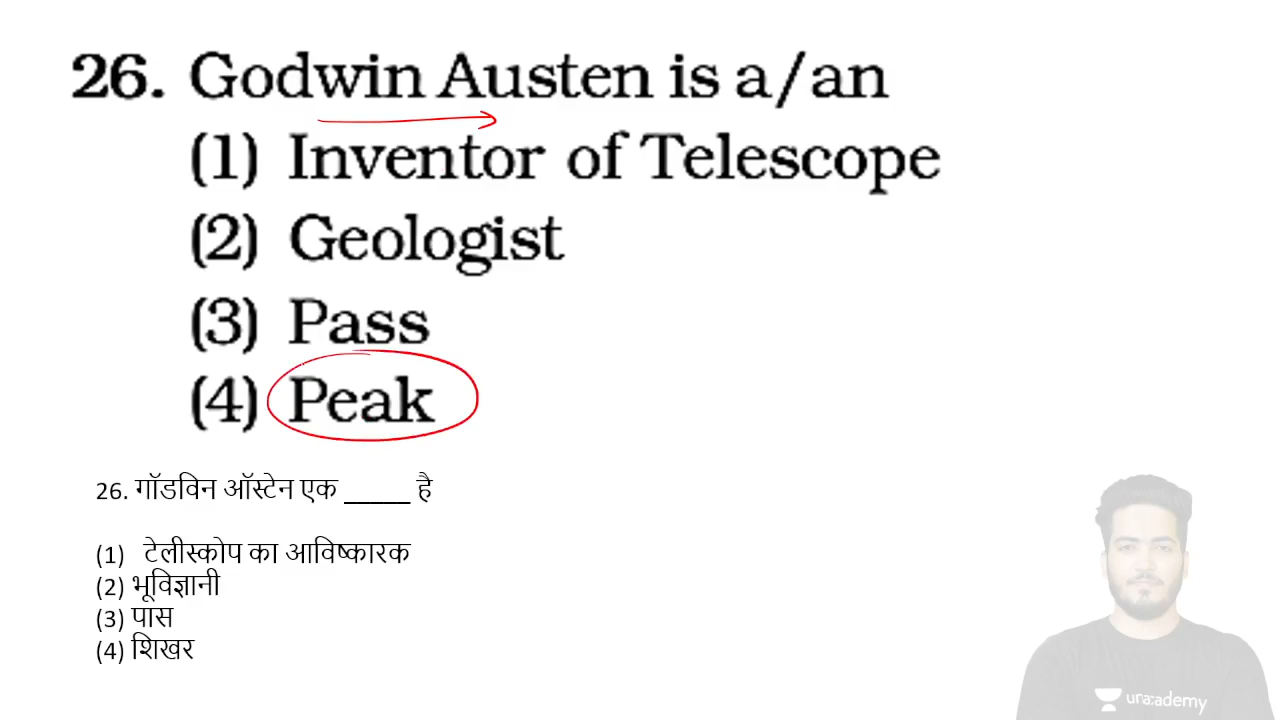 26. Godwin Austen is a/an
(1) Inventor of Telescope
(2) Geologist
(3) Pass
(4) Peak
26. गॉडविन ऑस्टेन एक _____ है
(1) टेलीस्कोप का आविष्कारक
(2) भूविज्ञानी
(3) पास
(4) शिखर
unacademy